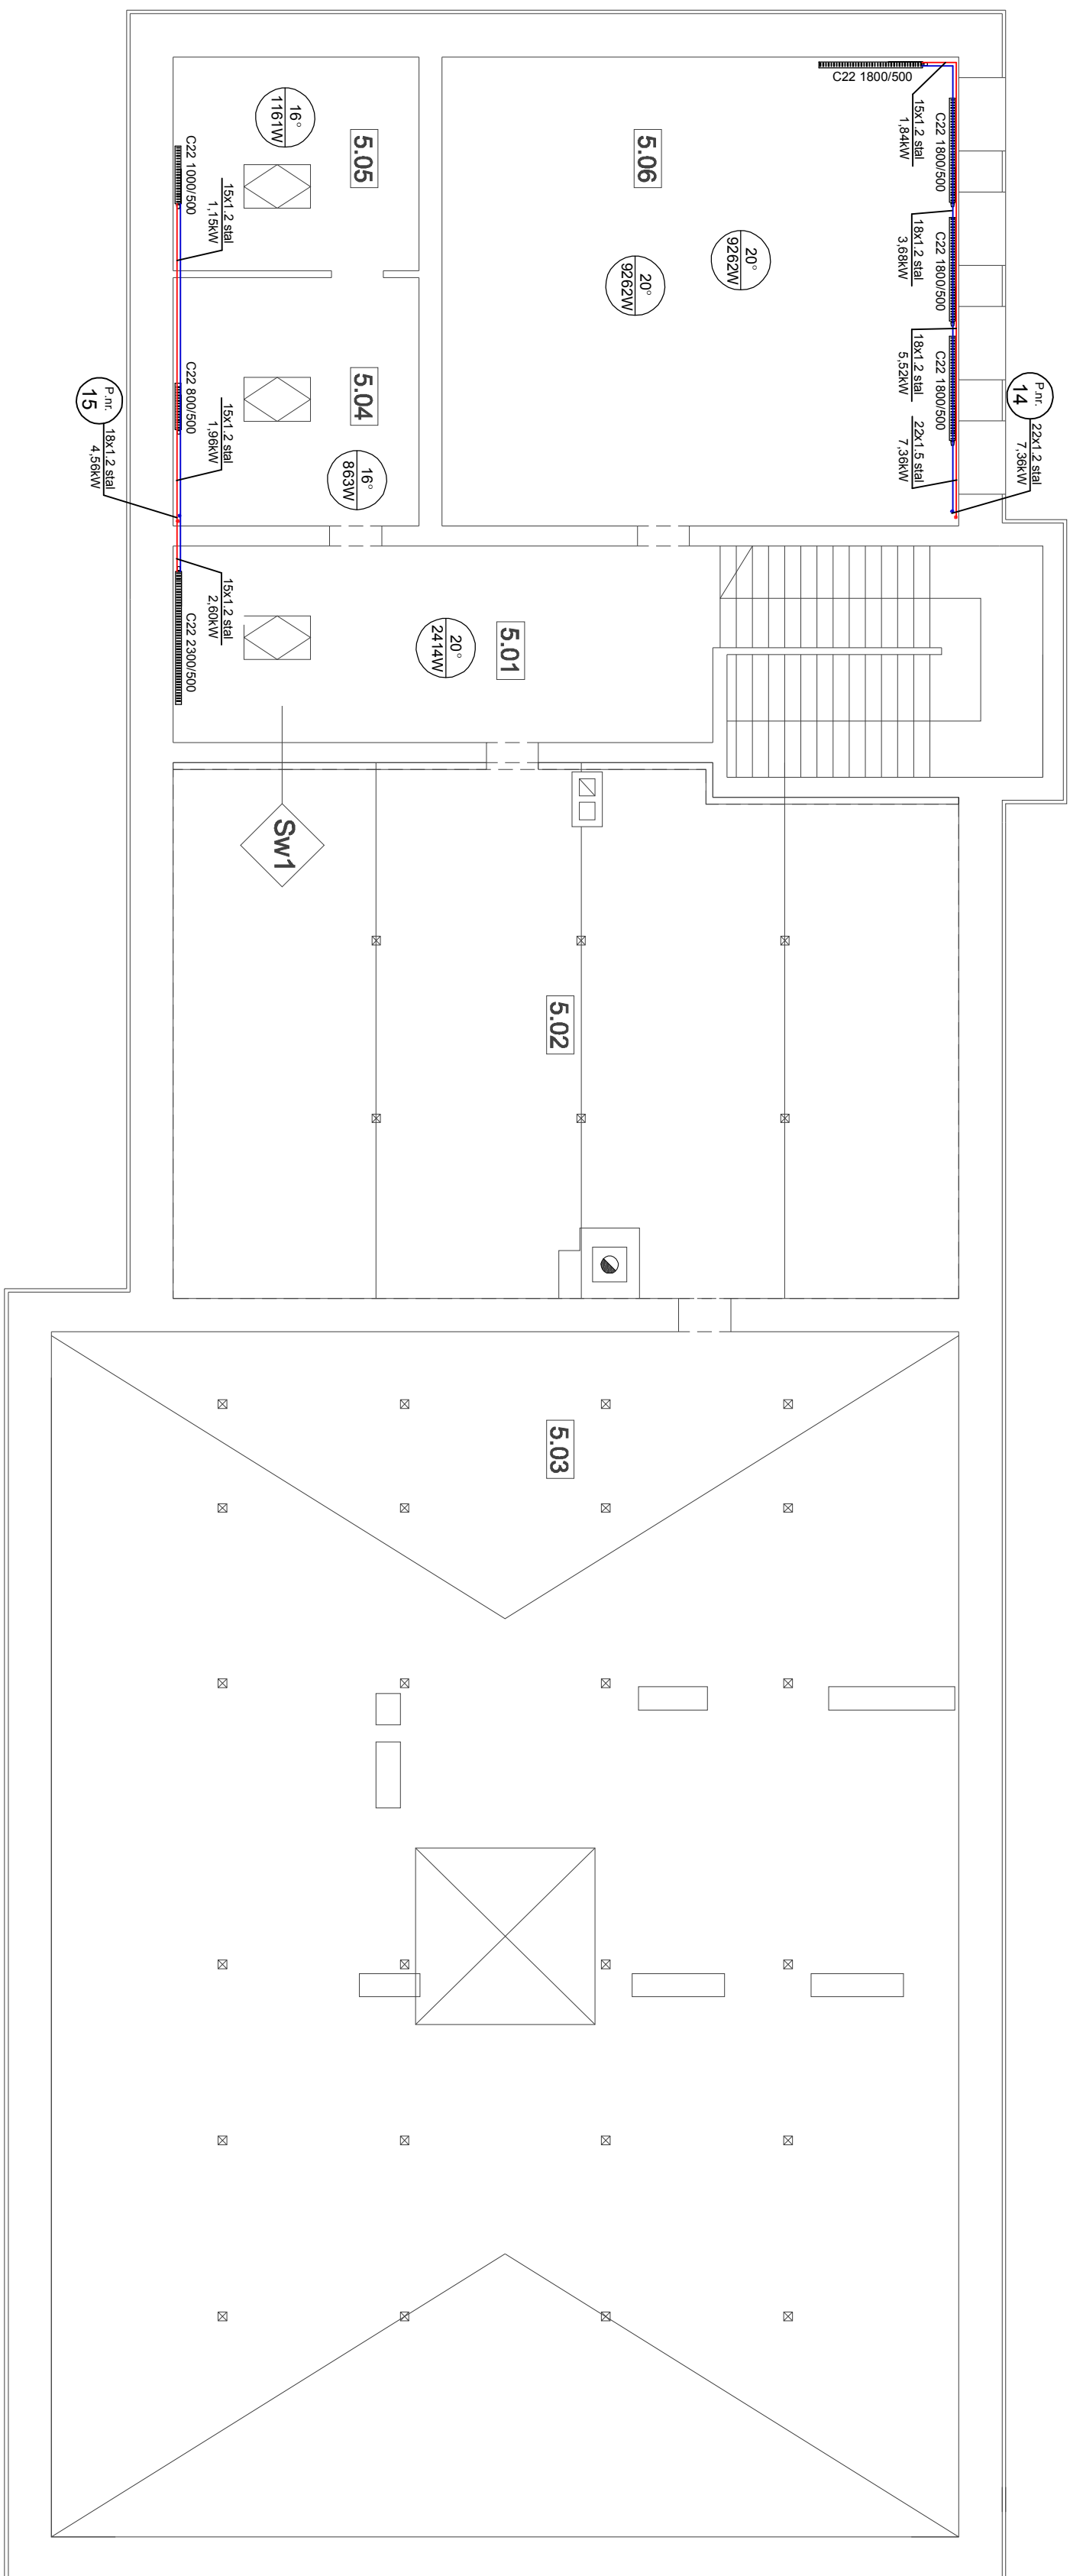 C22 1800/500
15x1.2 stal
1,84kW
C22 1800/500
18x1.2 stal
3,68kW
C22 1800/500
18x1.2 stal
5,52kW
C22 1800/500
22x1.5 stal
7,36kW
P.nr.
14
22x1.2 stal
7,36kW
5.06
20°
9262W
20°
9262W
5.05
16°
1161W
C22 1000/500
15x1.2 stal
1,15kW
5.04
16°
863W
C22 800/500
15x1.2 stal
1,96kW
P.nr.
15
18x1.2 stal
4,56kW
15x1.2 stal
2,60kW
C22 2300/500
5.01
20°
2414W
Sw1
5.02
5.03